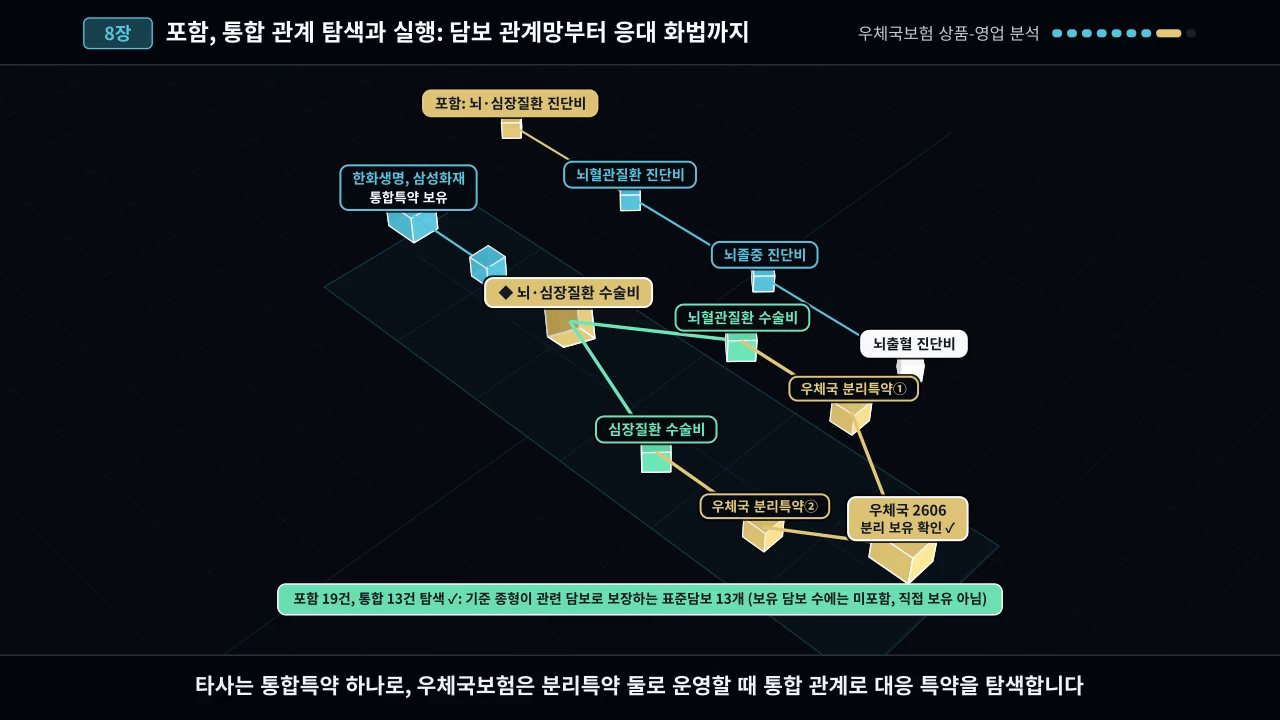 8장
포함, 통합 관계 탐색과 실행: 담보 관계망부터 응대 화법까지
우체국보험 상품-영업 분석
포함: 뇌·심장질환 진단비
뇌혈관질환 진단비
한화생명, 삼성화재
통합특약 보유
뇌졸중 진단비
◆ 뇌·심장질환 수술비
뇌혈관질환 수술비
뇌출혈 진단비
우체국 분리특약①
심장질환 수술비
우체국 분리특약②
우체국 2606
분리 보유 확인 ✓
포함 19건, 통합 13건 탐색 ✓: 기준 종형이 관련 담보로 보장하는 표준담보 13개 (보유 담보 수에는 미포함, 직접 보유 아님)
타사는 통합특약 하나로, 우체국보험은 분리특약 둘로 운영할 때 통합 관계로 대응 특약을 탐색합니다